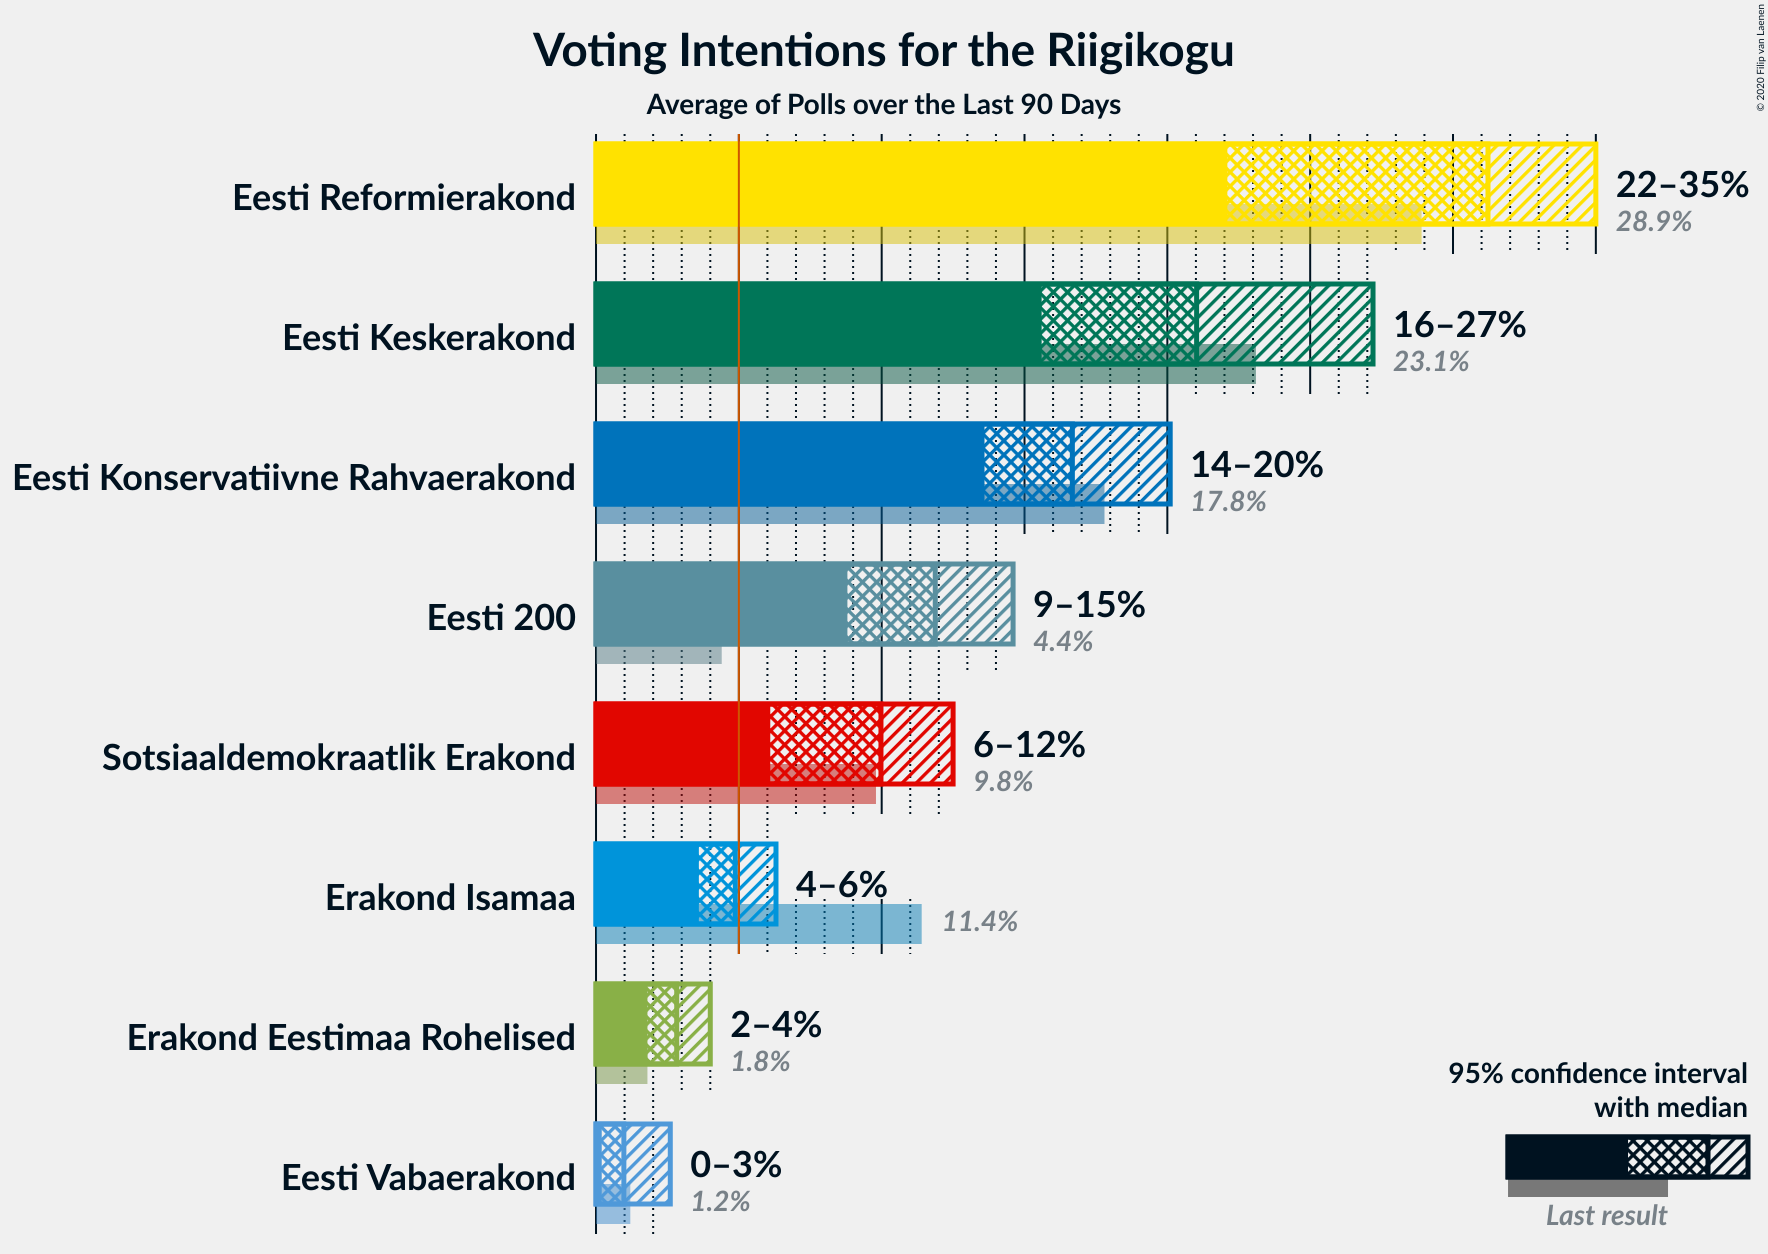 Voting Intentions for the Riigikogu
Average of Polls over the Last 90 Days
© 2020 Filip van Laenen
Eesti Reformierakond
22–35%
28.9%
Eesti Keskerakond
16–27%
23.1%
Eesti Konservatiivne Rahvaerakond
14–20%
17.8%
Eesti 200
9–15%
4.4%
Sotsiaaldemokraatlik Erakond
6–12%
9.8%
Erakond Isamaa
4–6%
11.4%
Erakond Eestimaa Rohelised
2–4%
1.8%
Eesti Vabaerakond
0–3%
1.2%
95% confidence interval
with median
Last result